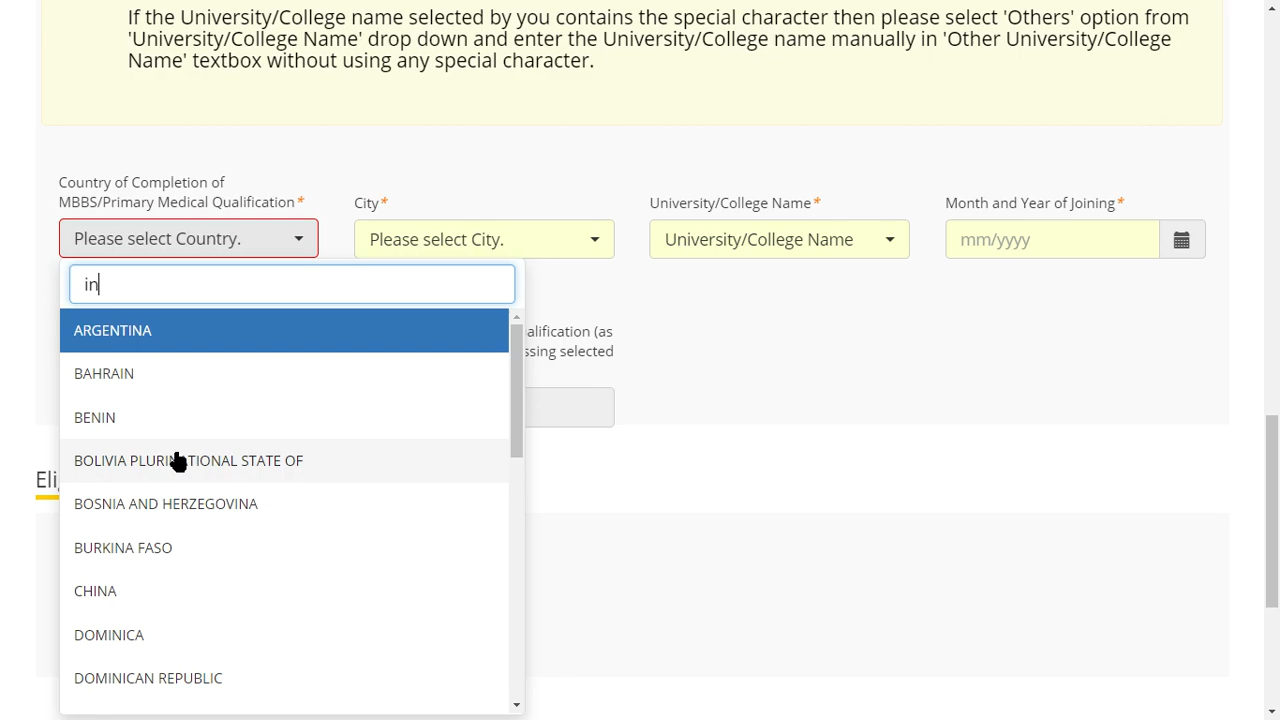 If the University/College name selected by you contains the special character then please select 'Others' option from
'University/College Name' drop down and enter the University/College name manually in 'Other University/College
Name' textbox without using any special character.
Country of Completion of
MBBS/Primary Medical Qualification*
City*
University/College Name*
Month and Year of Joining*
Please select Country.
Please select City.
University/College Name
mm/yyyy
in
ARGENTINA
alification (as
ssing selected
BAHRAIN
BENIN
BOLIVIA PLURINATIONAL STATE OF
Eli
BOSNIA AND HERZEGOVINA
BURKINA FASO
CHINA
DOMINICA
DOMINICAN REPUBLIC